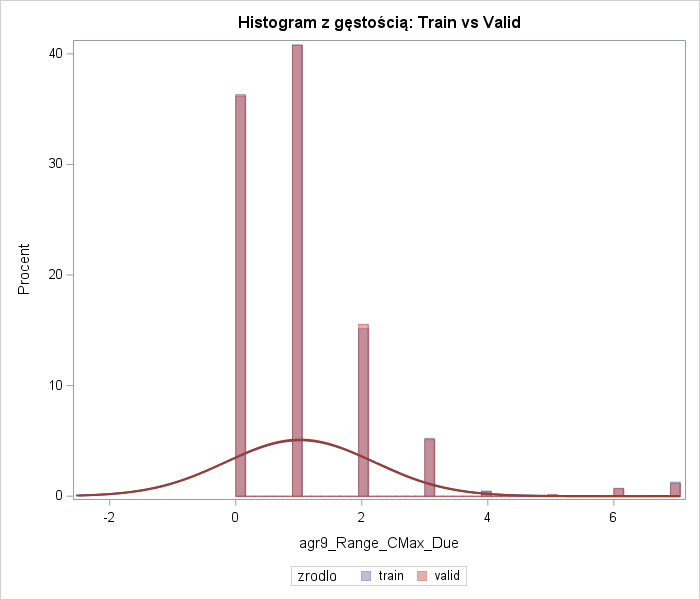 Histogram z gęstością: Train vs Valid
40
30
20
10
0
Procent
-2 0 2 4 6
agr9_Range_CMax_Due
zrodlo train valid